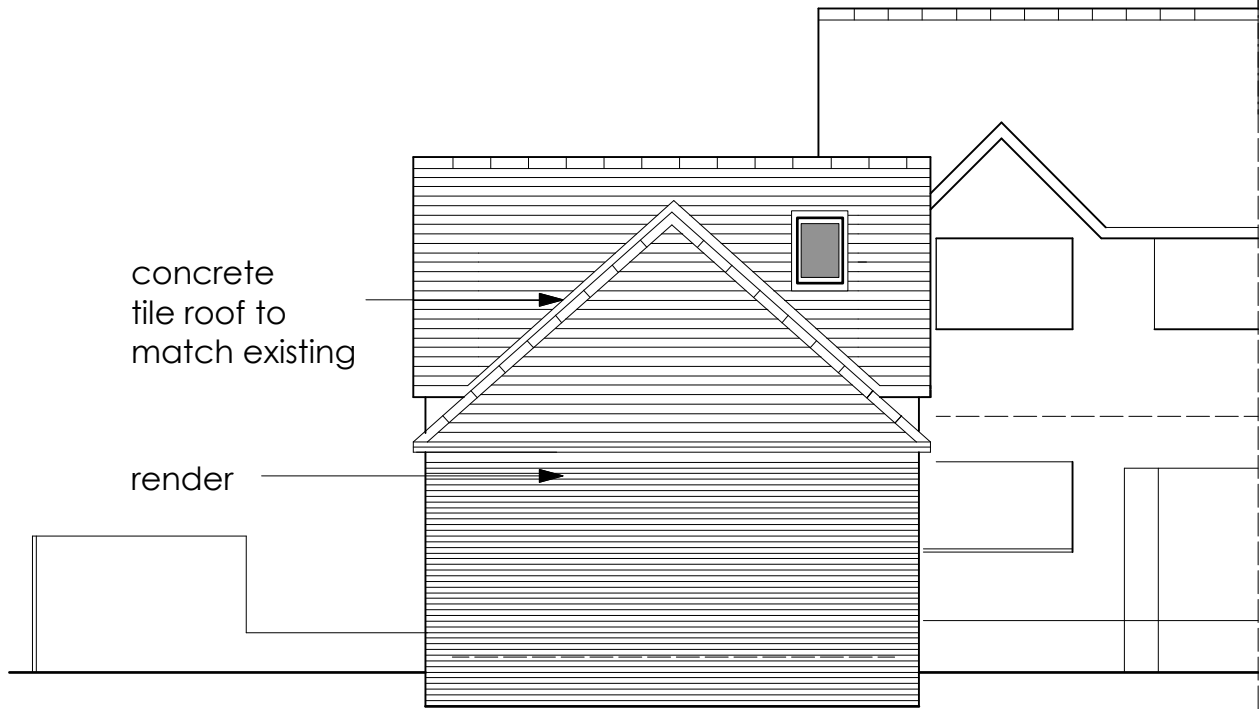 concrete
tile roof to
match existing
render